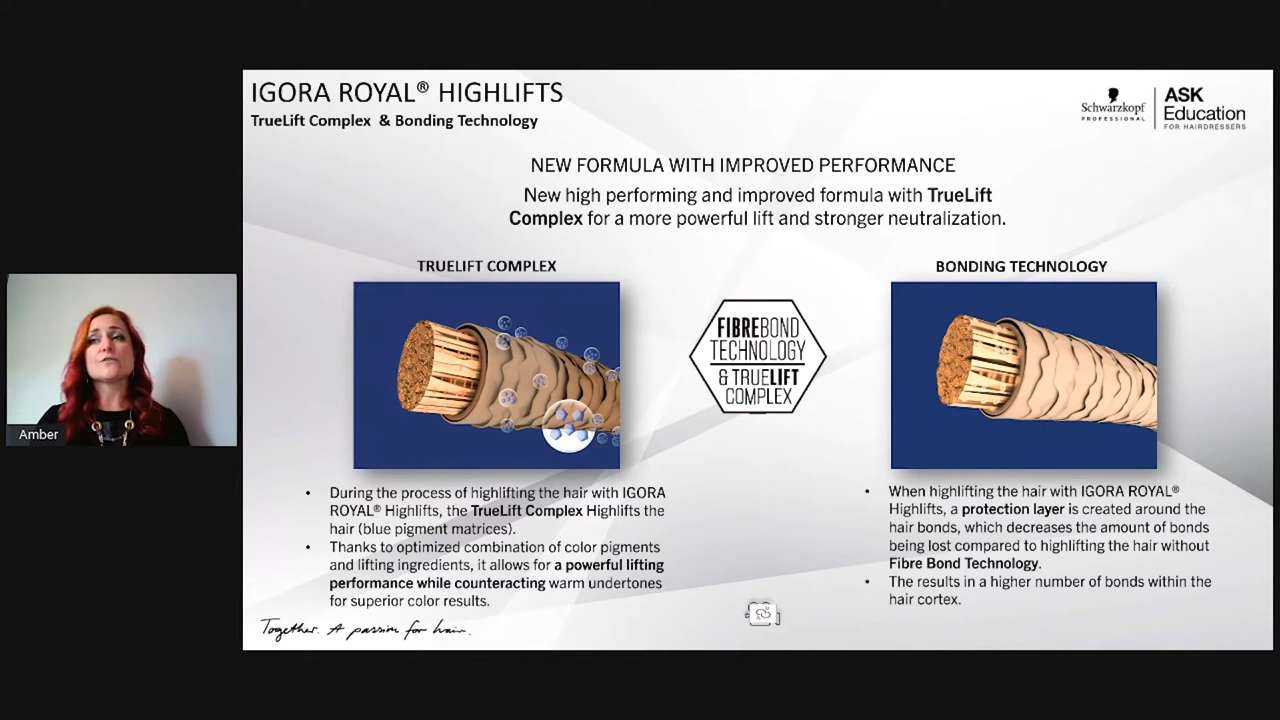 IGORA ROYAL® HIGHLIFTS
TrueLift Complex & Bonding Technology
Schwarzkopf
PROFESSIONAL
ASK
Education
FOR HAIRDRESSERS
NEW FORMULA WITH IMPROVED PERFORMANCE
New high performing and improved formula with TrueLift
Complex for a more powerful lift and stronger neutralization.
TRUELIFT COMPLEX
BONDING TECHNOLOGY
FIBREBOND
TECHNOLOGY
& TRUELIFT
COMPLEX
Amber
• During the process of highlifting the hair with IGORA
ROYAL® Highlifts, the TrueLift Complex Highlifts the
hair (blue pigment matrices).
• Thanks to optimized combination of color pigments
and lifting ingredients, it allows for a powerful lifting
performance while counteracting warm undertones
for superior color results.
• When highlifting the hair with IGORA ROYAL®
Highlifts, a protection layer is created around the
hair bonds, which decreases the amount of bonds
being lost compared to highlifting the hair without
Fibre Bond Technology.
• The results in a higher number of bonds within the
hair cortex.
Together. A passion for hair.